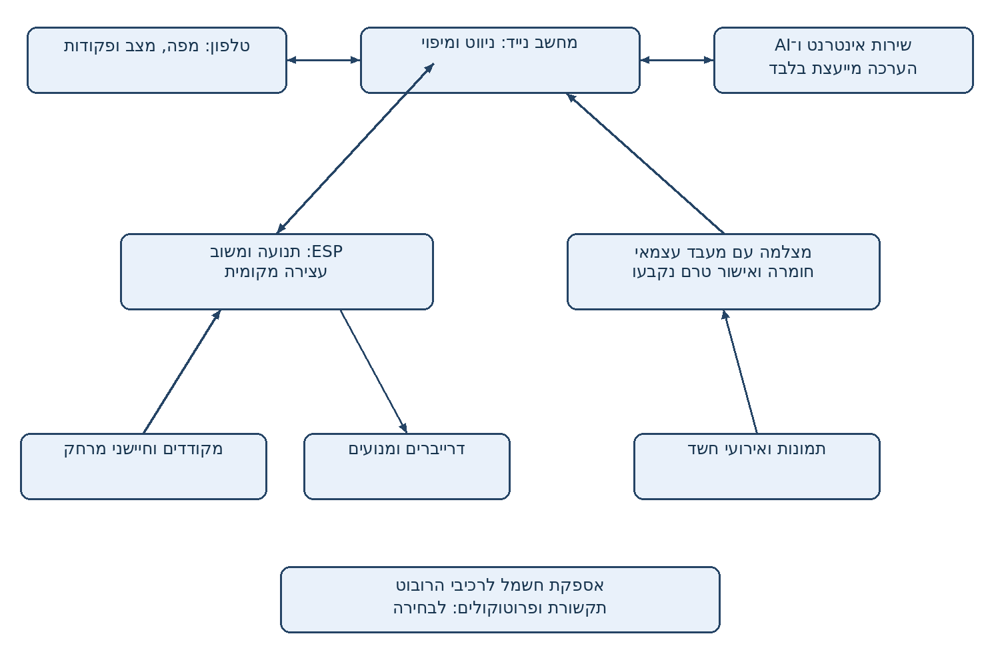 טלפון: מפה, מצב ופקודות
מחשב נייד: ניווט ומיפוי
שירות אינטרנט ו־AI
הערכה מייעצת בלבד
ESP: תנועה ומשוב
עצירה מקומית
מצלמה עם מעבד עצמאי
חומרה ואישור טרם נקבעו
מקודדים וחיישני מרחק
דרייברים ומנועים
תמונות ואירועי חשד
אספקת חשמל לרכיבי הרובוט
תקשורת ופרוטוקולים: לבחירה